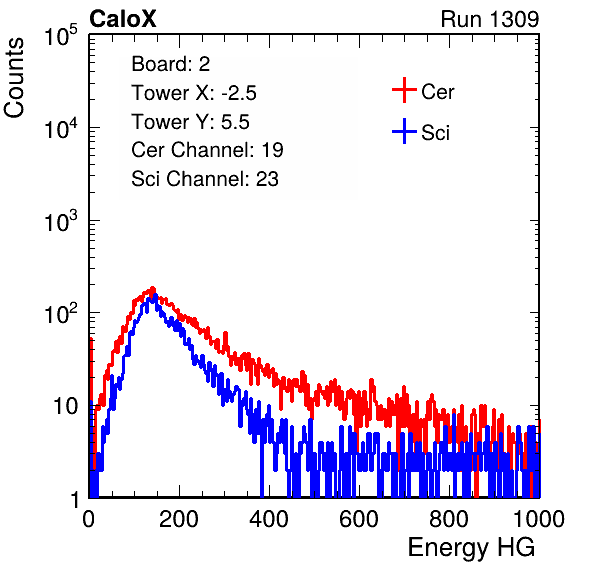 CaloX Run 1309
Counts
Board: 2
Tower X: -2.5
Tower Y: 5.5
Cer Channel: 19
Sci Channel: 23
Cer
Sci
10^5
10^4
10^3
10^2
10
1
0 200 400 600 800 1000
Energy HG